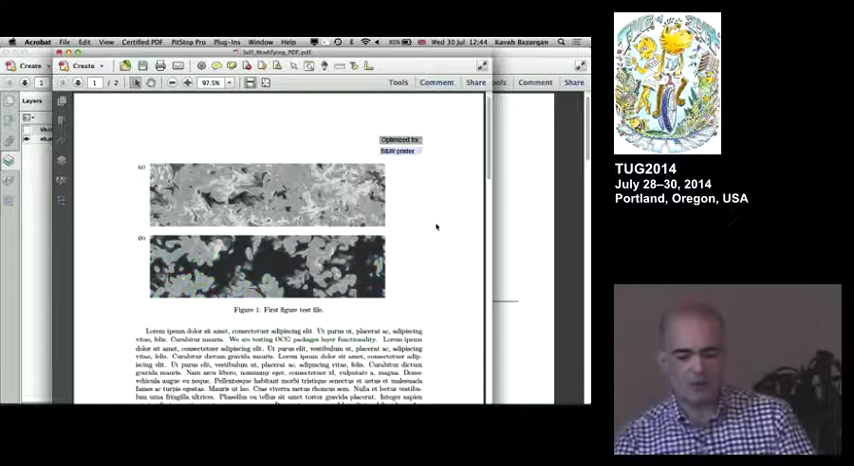 Acrobat File Edit View Certified PDF PitStop Pro Plug-Ins Window Help 85% Wed 30 Jul 12:44 Kaveh Bazargan
Self_Modifying_PDF.pdf
Create Create
1 1 / 2 97.5% Tools Comment Share Comment Share
Layers
Optimized for:
B&W printer
(a)
(b)
Figure 1: First figure test file.
Lorem ipsum dolor sit amet, consectetuer adipiscing elit. Ut purus ut, placerat ac, adipiscing
vitae, felis. Curabitur mauris. We are testing OCG packages layer functionality. Lorem ipsum
dolor sit amet, consectetuer adipiscing elit. Ut purus elit, vestibulum ut, placerat ac, adipiscing
vitae, felis. Curabitur dictum gravida mauris. Lorem ipsum dolor sit amet, consectetuer adip-
iscing elit. Ut purus elit, vestibulum ut, placerat ac, adipiscing vitae, felis. Curabitur dictum
gravida mauris. Nam arcu libero, nonummy eget, consectetuer id, vulputate a, magna. Donec
vehicula augue eu neque. Pellentesque habitant morbi tristique senectus et netus et malesuada
fames ac turpis egestas. Mauris ut leo. Cras viverra metus rhoncus sem. Nulla et lectus vestibu-
lum urna fringilla ultrices. Phasellus eu tellus sit amet tortor gravida placerat. Integer sapien
TUG2014
July 28–30, 2014
Portland, Oregon, USA